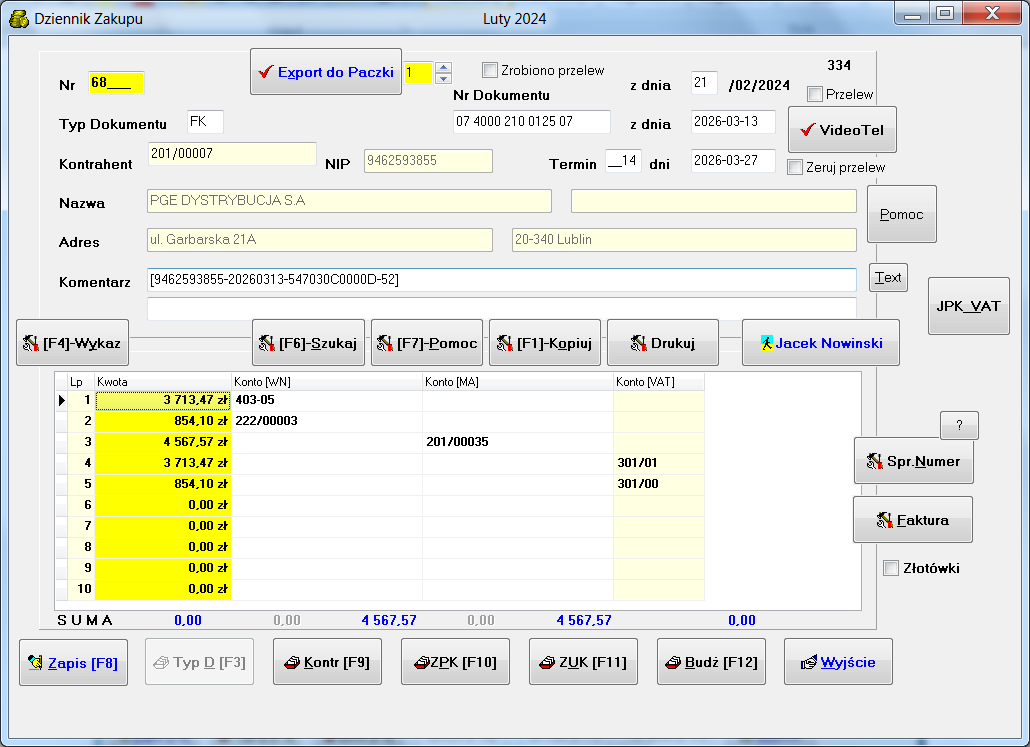 Dziennik Zakupu Luty 2024
Nr 68___ Export do Paczki 1 Zrobiono przelew z dnia 21 /02/2024 334
Nr Dokumentu Przelew
Typ Dokumentu FK 07 4000 210 0125 07 z dnia 2026-03-13 VideoTel
Kontrahent 201/00007 NIP 9462593855 Termin __14 dni 2026-03-27 Zeruj przelew
Nazwa PGE DYSTRYBUCJA S.A Pomoc
Adres ul. Garbarska 21A 20-340 Lublin
Komentarz [9462593855-20260313-547030C0000D-52] Text
JPK_VAT
[F4]-Wykaz [F6]-Szukaj [F7]-Pomoc [F1]-Kopiuj Drukuj Jacek Nowinski
Lp Kwota Konto [WN] Konto [MA] Konto [VAT]
1 3 713,47 zł 403-05
2 854,10 zł 222/00003
3 4 567,57 zł 201/00035
4 3 713,47 zł 301/01
5 854,10 zł 301/00
6 0,00 zł
7 0,00 zł
8 0,00 zł
9 0,00 zł
10 0,00 zł
?
Spr.Numer
Faktura
Złotówki
S U M A 0,00 0,00 4 567,57 0,00 4 567,57 0,00
Zapis [F8] Typ D [F3] Kontr [F9] ZPK [F10] ZUK [F11] Budż [F12] Wyjście